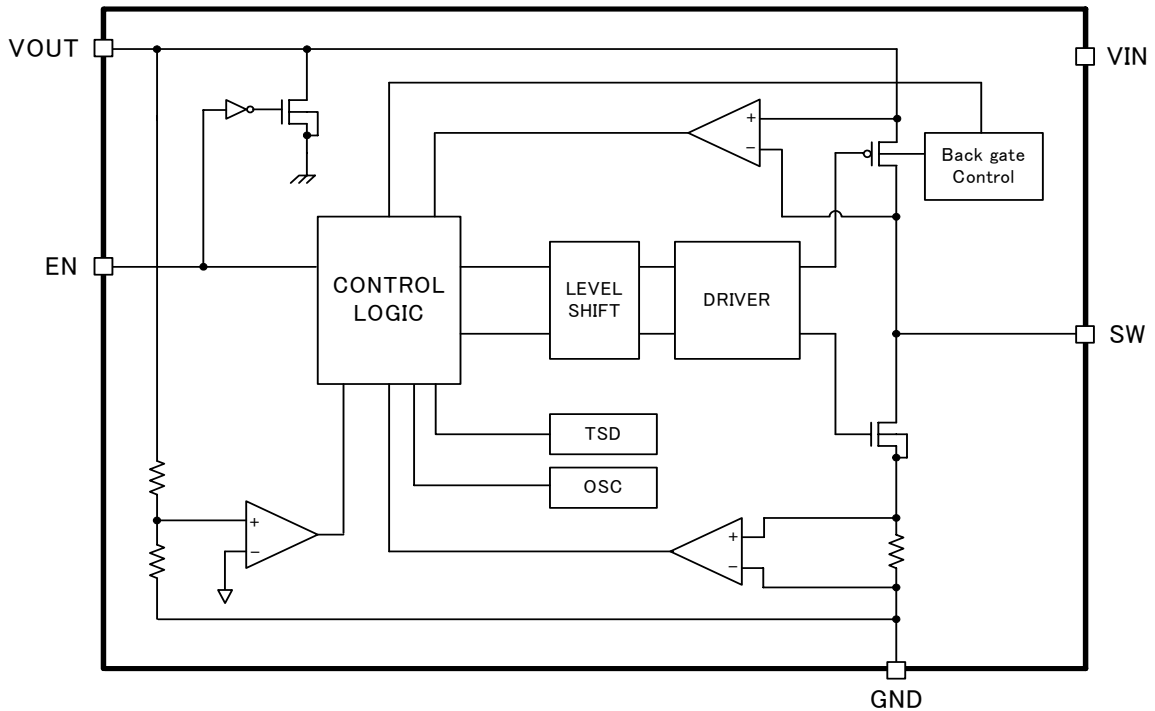 VOUT
VIN
+
−
Back gate
Control
EN
CONTROL
LOGIC
LEVEL
SHIFT
DRIVER
SW
TSD
OSC
+
−
+
−
GND